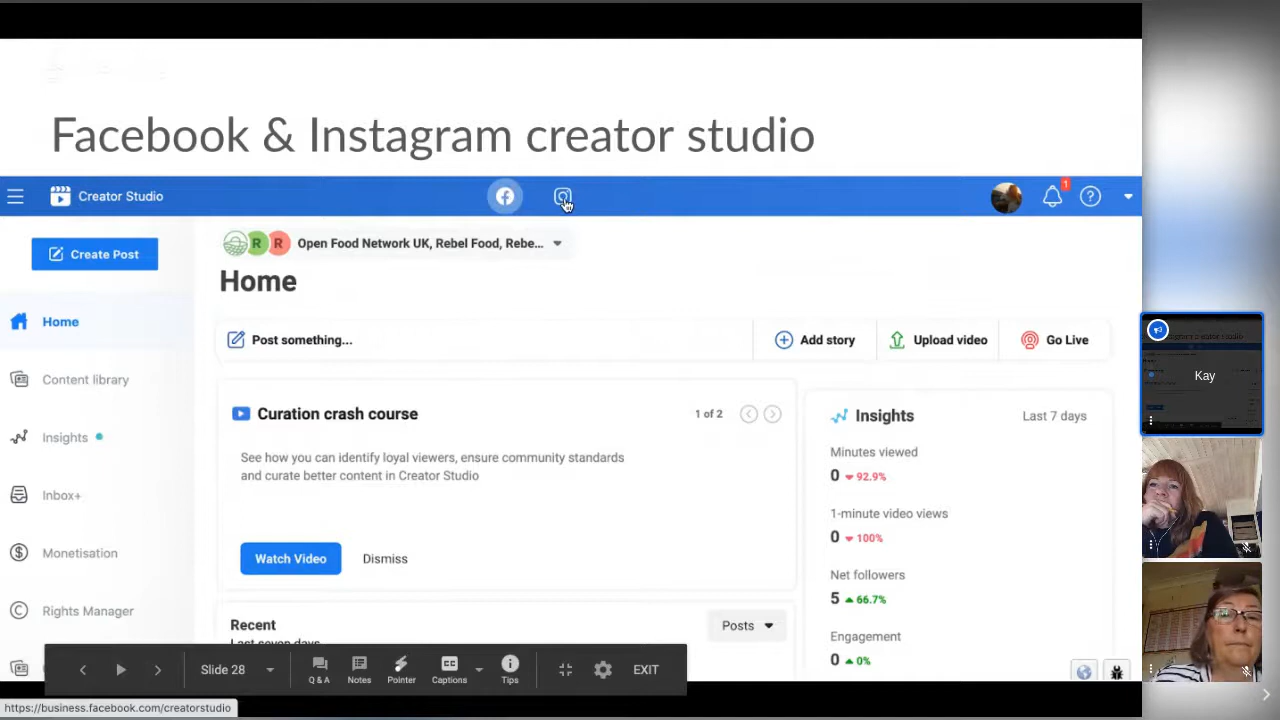 Facebook & Instagram creator studio
Creator Studio
1
Create Post
R R Open Food Network UK, Rebel Food, Rebe...
Home
Home
Post something...
Add story
Upload video
Go Live
Content library
Curation crash course
1 of 2
Insights
Last 7 days
Insights
See how you can identify loyal viewers, ensure community standards
and curate better content in Creator Studio
Minutes viewed
0 92.9%
Inbox+
1-minute video views
0 100%
Monetisation
Watch Video
Dismiss
Net followers
5 66.7%
Rights Manager
Recent
Last seven days
Posts
Engagement
0 0%
Slide 28
Q & A
Notes
Pointer
CC
Captions
Tips
EXIT
https://business.facebook.com/creatorstudio
Kay